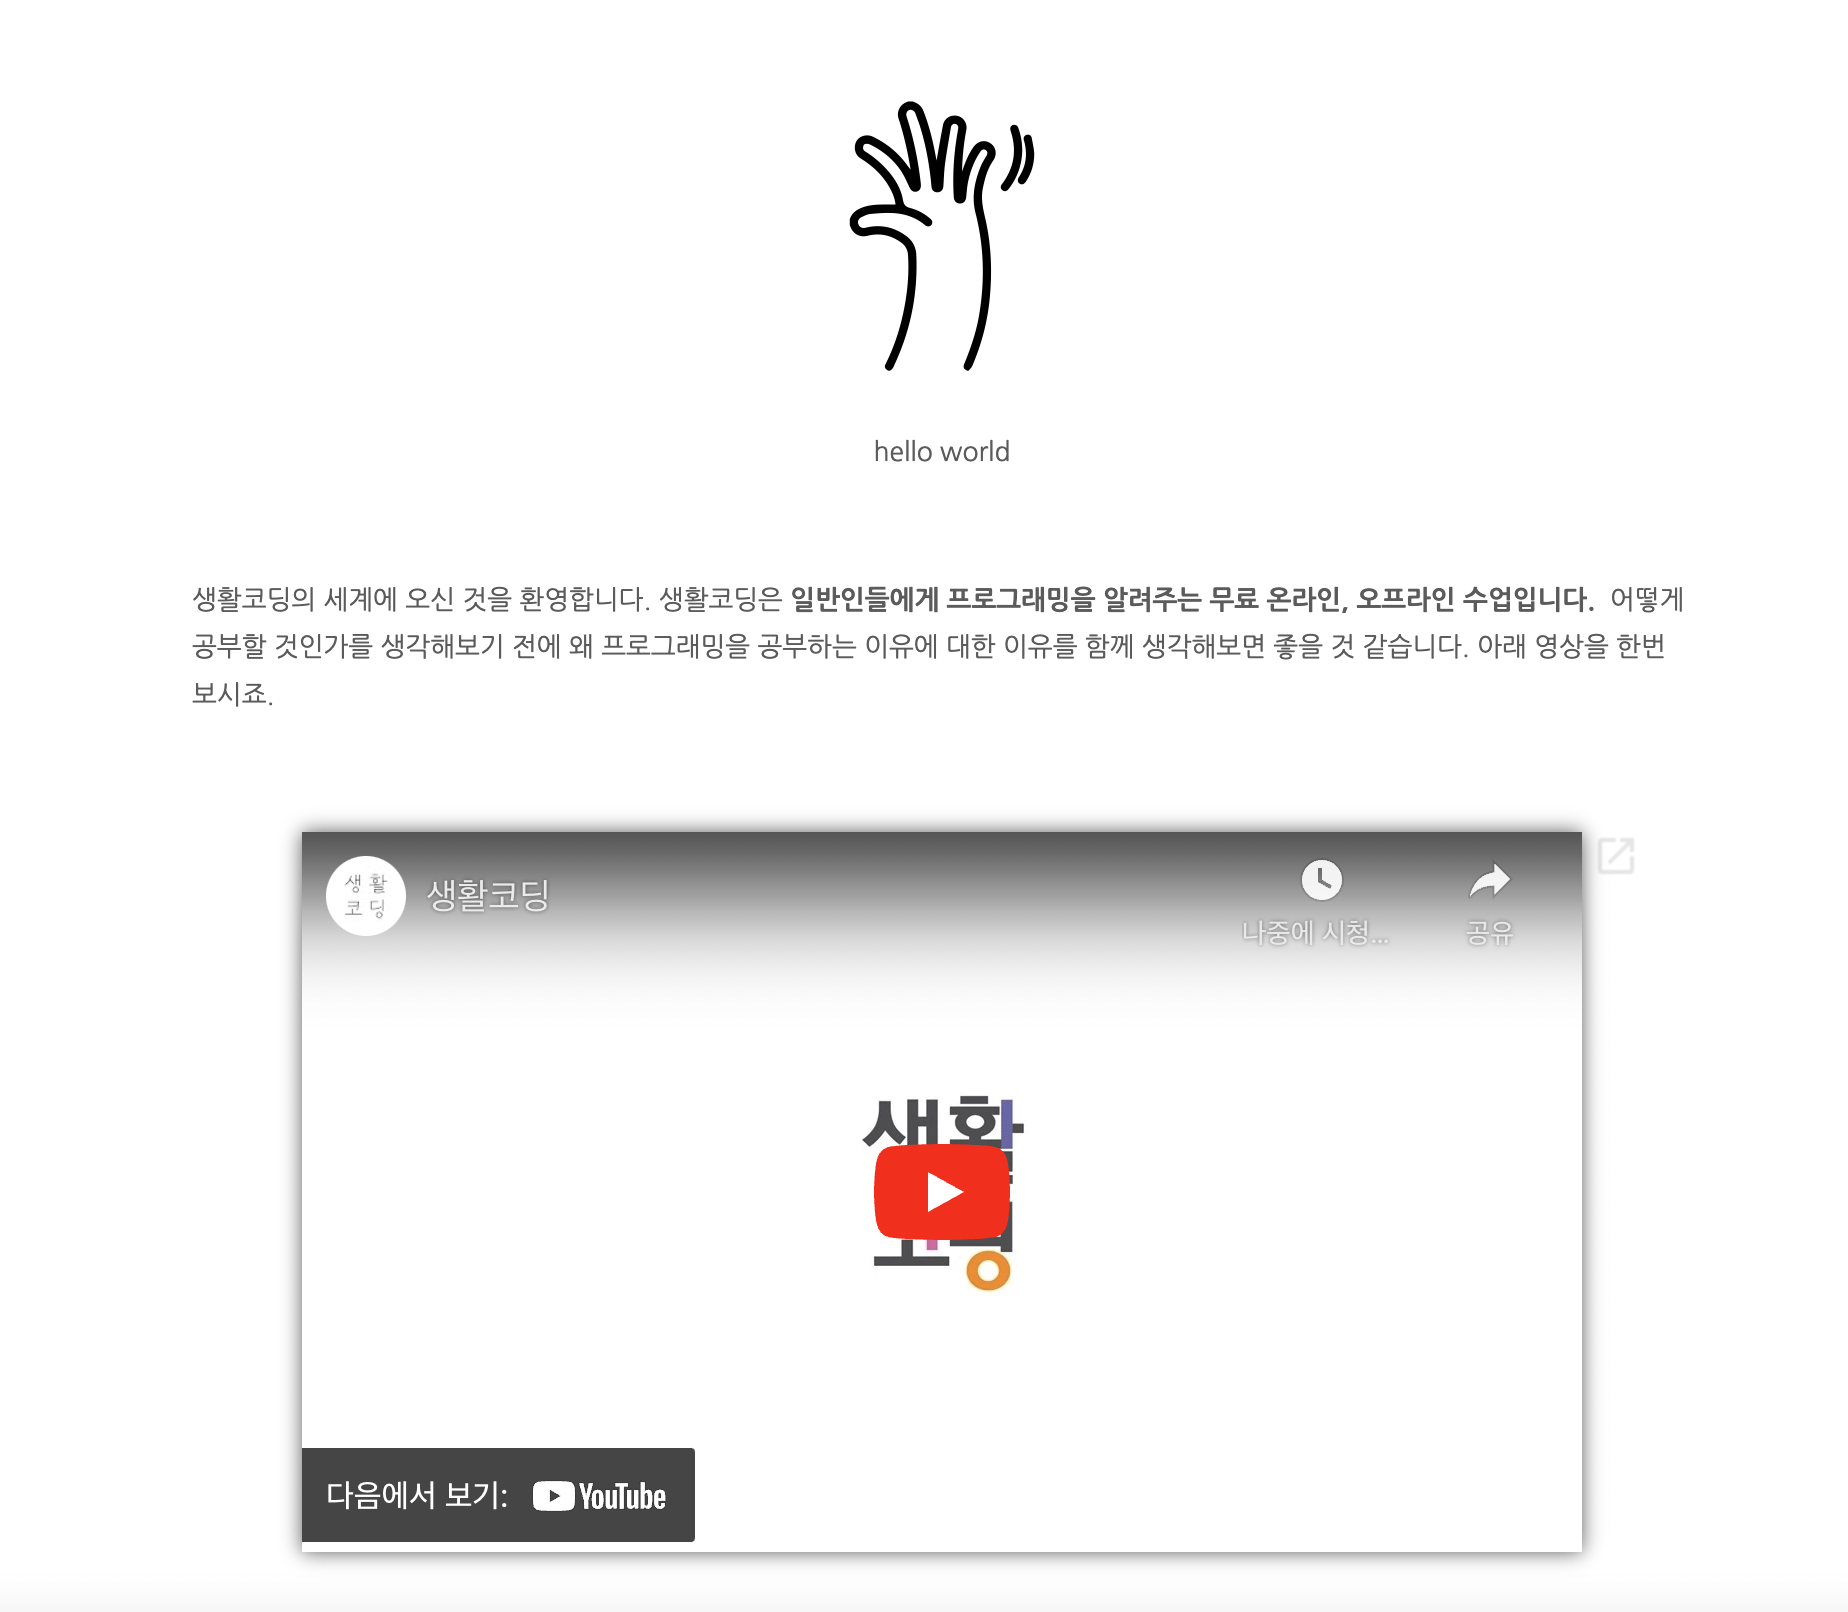 hello world
생활코딩의 세계에 오신 것을 환영합니다. 생활코딩은 일반인들에게 프로그래밍을 알려주는 무료 온라인, 오프라인 수업입니다. 어떻게
공부할 것인가를 생각해보기 전에 왜 프로그래밍을 공부하는 이유에 대한 이유를 함께 생각해보면 좋을 것 같습니다. 아래 영상을 한번
보시죠.
생활
코딩
생활코딩
나중에 시청...
공유
다음에서 보기: YouTube